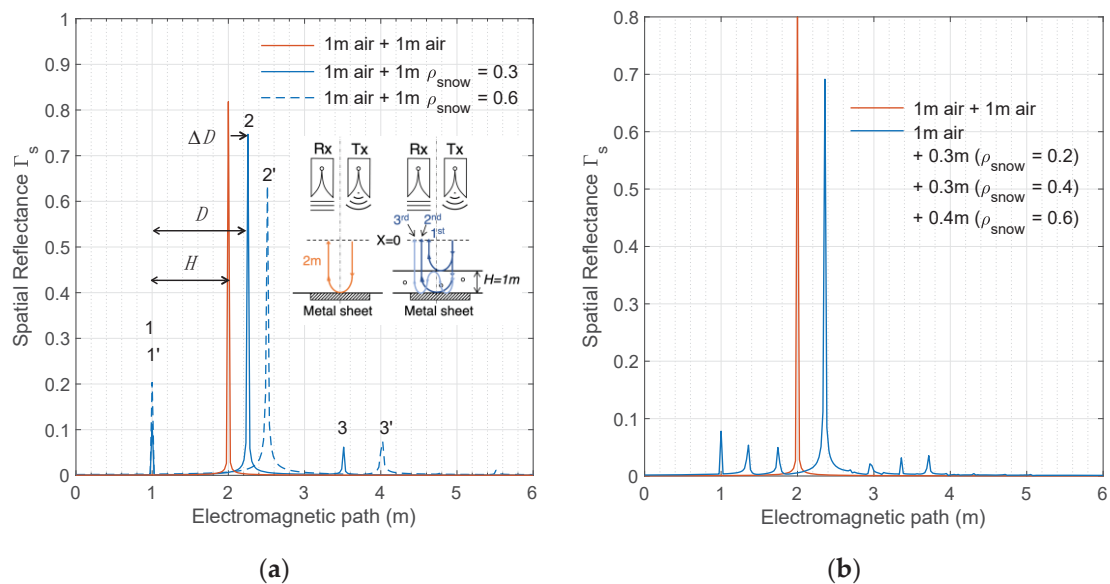 1
0.9
0.8
0.7
0.6
0.5
0.4
0.3
0.2
0.1
0
Spatial Reflectance Γs
0 1 2 3 4 5 6
Electromagnetic path (m)
1m air + 1m air
1m air + 1m ρsnow = 0.3
1m air + 1m ρsnow = 0.6
ΔD
2
2'
D
H
1
1'
3
3'
Rx Tx
Rx Tx
3rd 2nd
1st
X=0
2m
H=1m
Metal sheet
Metal sheet
(a)
0.8
0.7
0.6
0.5
0.4
0.3
0.2
0.1
0
Spatial Reflectance Γs
0 1 2 3 4 5 6
Electromagnetic path (m)
1m air + 1m air
1m air
+ 0.3m (ρsnow = 0.2)
+ 0.3m (ρsnow = 0.4)
+ 0.4m (ρsnow = 0.6)
(b)